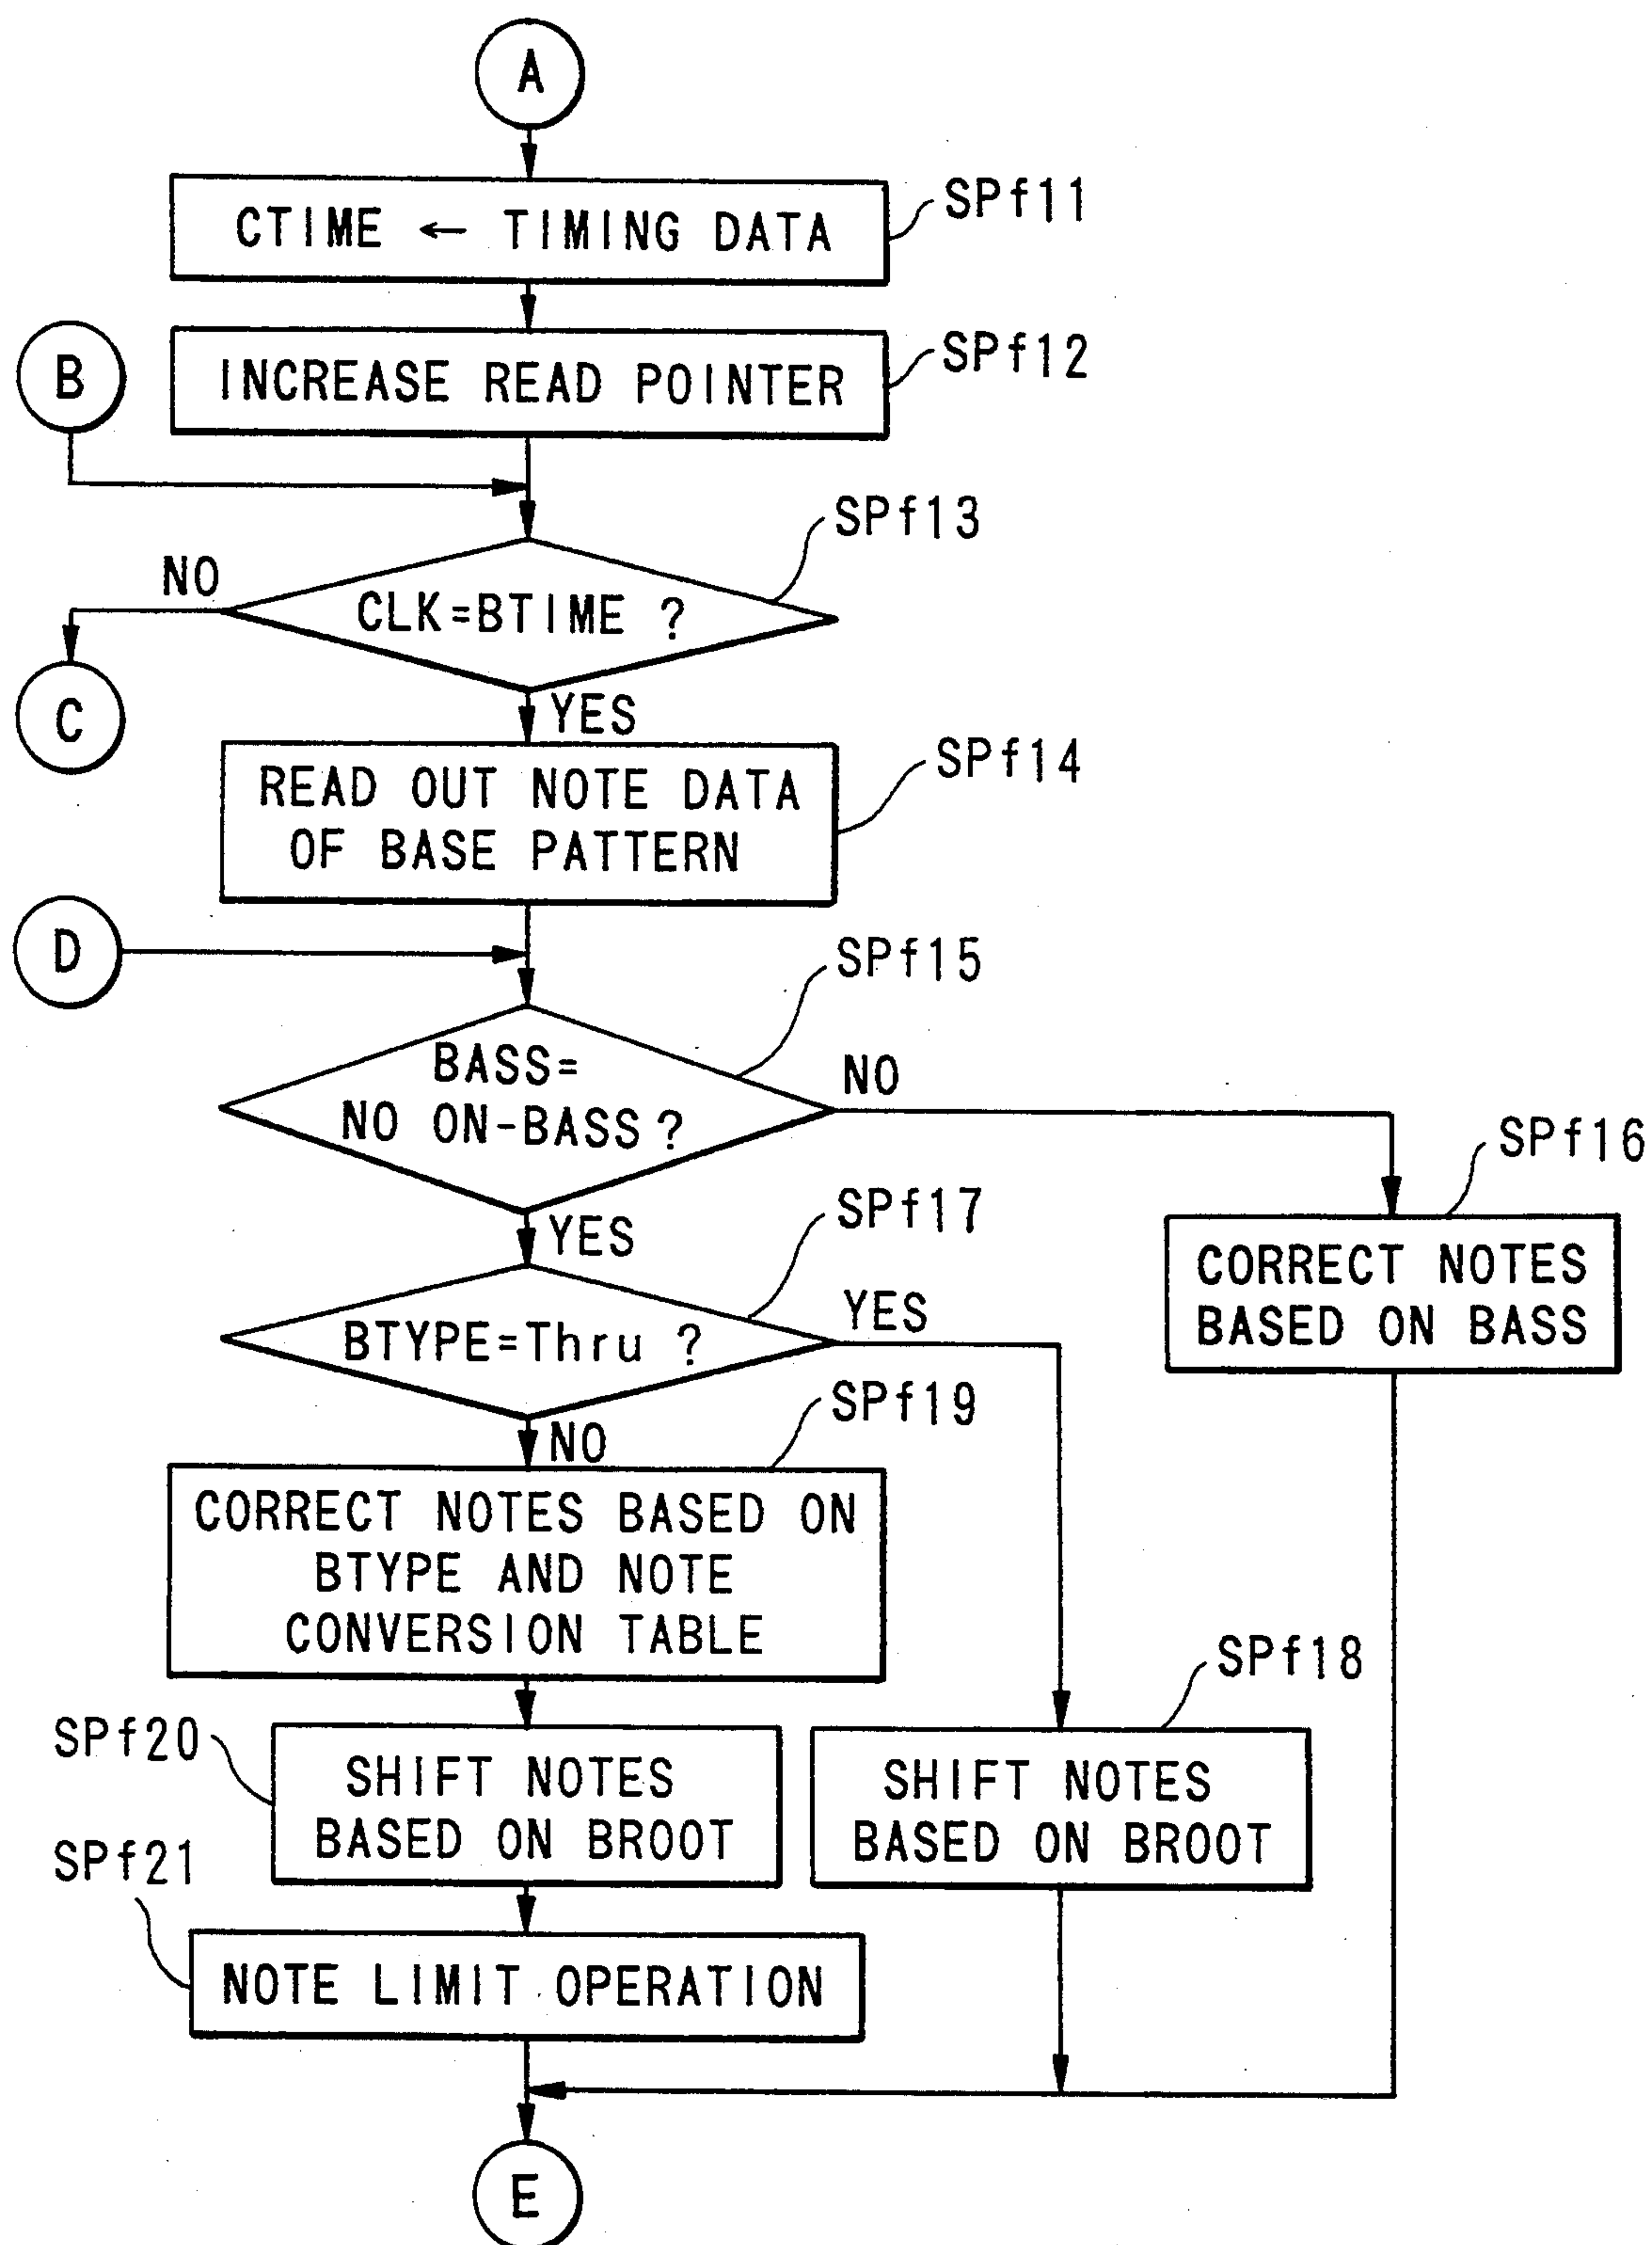 A
SPf11
CTIME ← TIMING DATA
SPf12
B
INCREASE READ POINTER
SPf13
NO
CLK=BTIME ?
C
YES
SPf14
READ OUT NOTE DATA
OF BASE PATTERN
D
SPf15
BASS=
NO ON-BASS ?
NO
SPf16
YES
SPf17
CORRECT NOTES
BASED ON BASS
BTYPE=Thru ?
YES
SPf19
NO
CORRECT NOTES BASED ON
BTYPE AND NOTE
CONVERSION TABLE
SPf18
SPf20
SHIFT NOTES
BASED ON BROOT
SHIFT NOTES
BASED ON BROOT
SPf21
NOTE LIMIT OPERATION
E